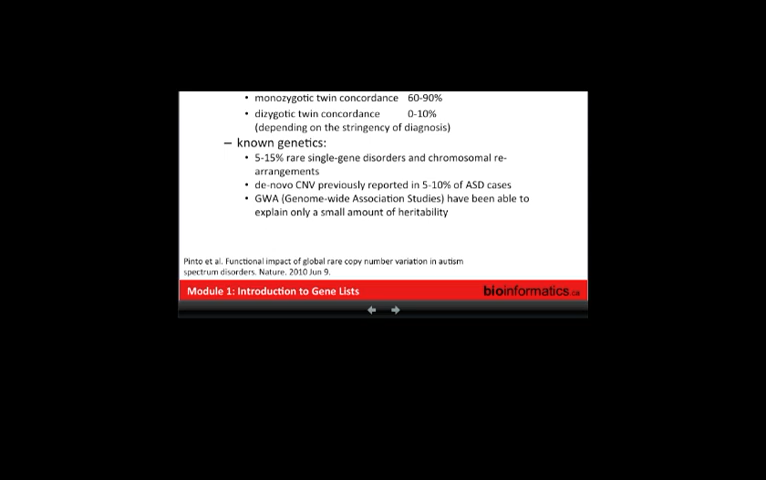 • monozygotic twin concordance 60-90%
• dizygotic twin concordance 0-10%
(depending on the stringency of diagnosis)
– known genetics:
• 5-15% rare single-gene disorders and chromosomal re-
arrangements
• de-novo CNV previously reported in 5-10% of ASD cases
• GWA (Genome-wide Association Studies) have been able to
explain only a small amount of heritability
Pinto et al. Functional impact of global rare copy number variation in autism
spectrum disorders. Nature. 2010 Jun 9.
Module 1: Introduction to Gene Lists
bioinformatics.ca